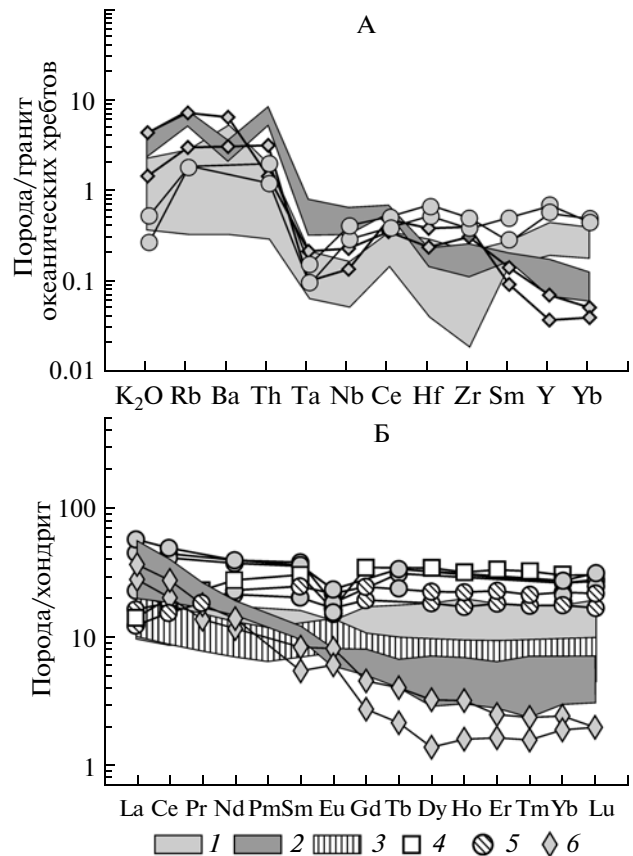 А
Порода/гранит
океанических хребтов
10
1
0.1
0.01
K₂O Rb Ba Th Ta Nb Ce Hf Zr Sm Y Yb
Б
Порода/хондрит
100
10
1
La Ce Pr Nd PmSm Eu Gd Tb Dy Ho Er Tm Yb Lu
1 2 3 4 5 6